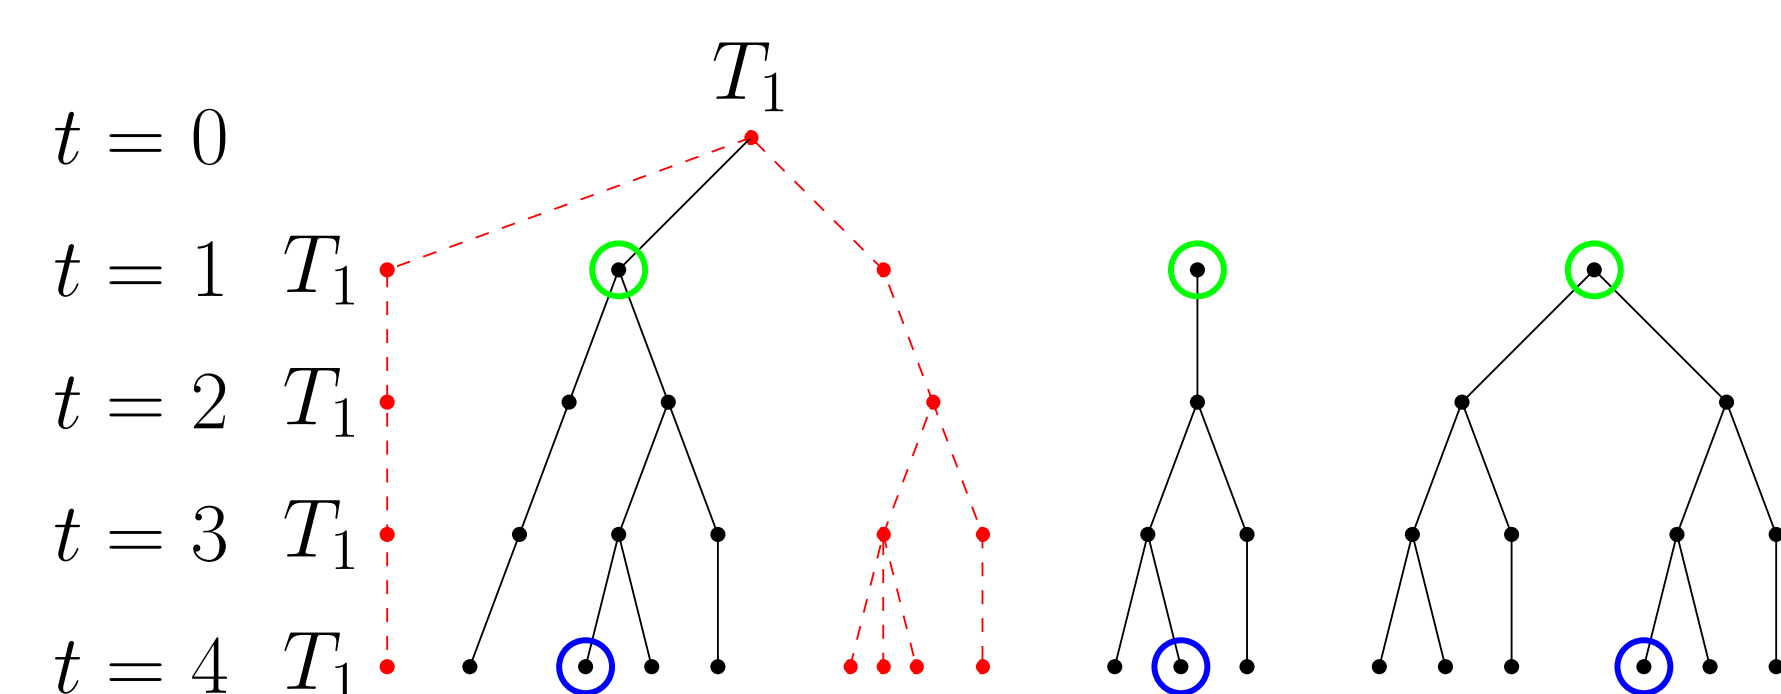 T₁
t = 0
t = 1 T₁
t = 2 T₁
t = 3 T₁
t = 4 T₁